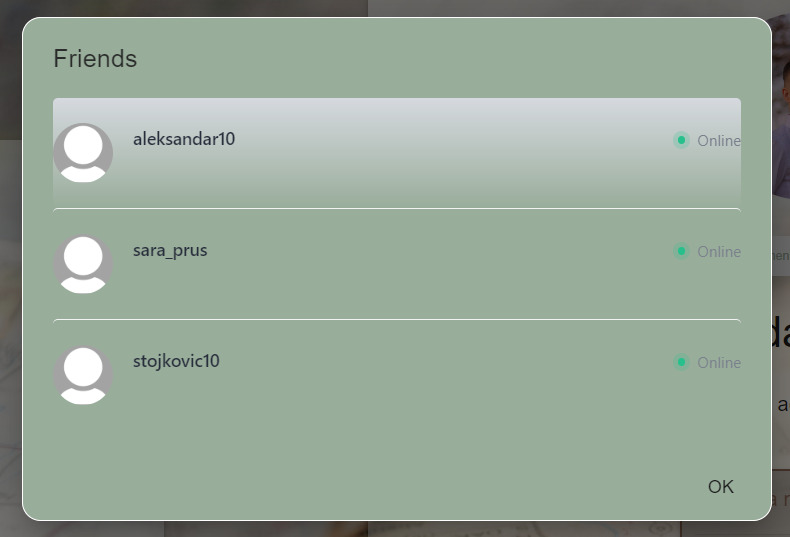 Friends
aleksandar10
Online
sara_prus
Online
stojkovic10
Online
OK